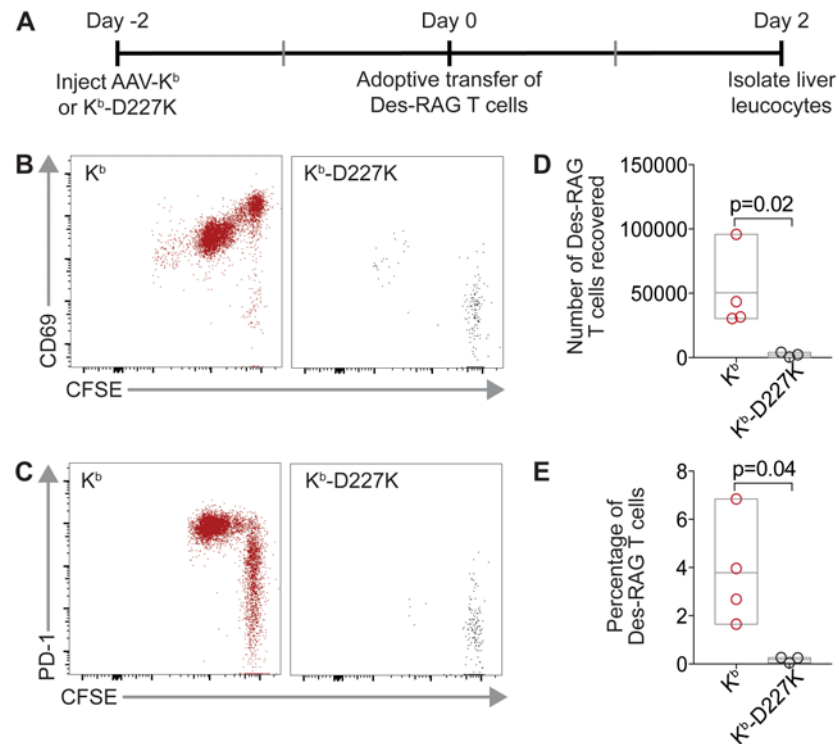 A
Day -2
Day 0
Day 2
Inject AAV-Kᵇ
or Kᵇ-D227K
Adoptive transfer of
Des-RAG T cells
Isolate liver
leucocytes
B
Kᵇ
Kᵇ-D227K
CD69
CFSE
D
150000
100000
50000
0
Number of Des-RAG
T cells recovered
p=0.02
Kᵇ
Kᵇ-D227K
C
Kᵇ
Kᵇ-D227K
PD-1
CFSE
E
8
6
4
2
0
Percentage of
Des-RAG T cells
p=0.04
Kᵇ
Kᵇ-D227K